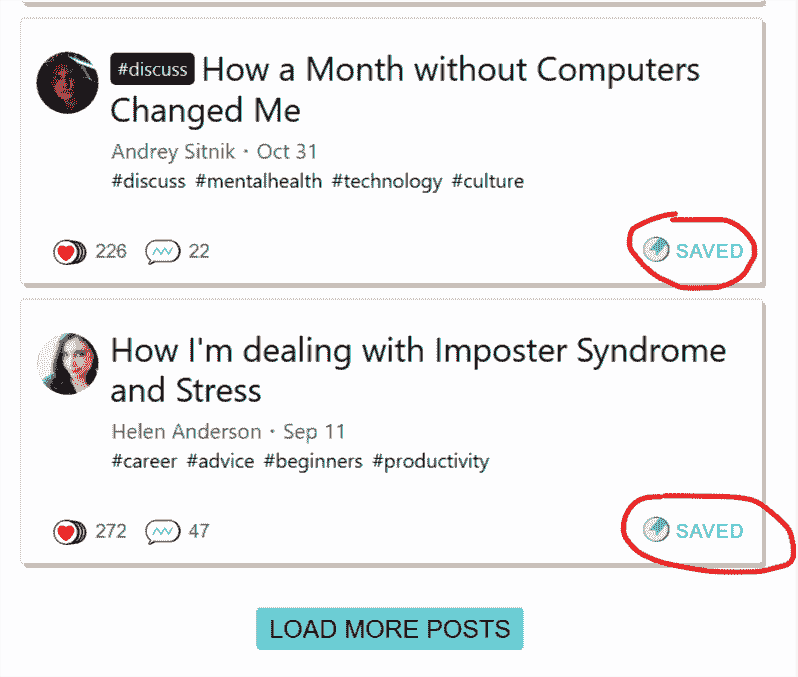 #discuss How a Month without Computers
Changed Me
Andrey Sitnik · Oct 31
#discuss #mentalhealth #technology #culture
226 22 SAVED
How I'm dealing with Imposter Syndrome
and Stress
Helen Anderson · Sep 11
#career #advice #beginners #productivity
272 47 SAVED
LOAD MORE POSTS